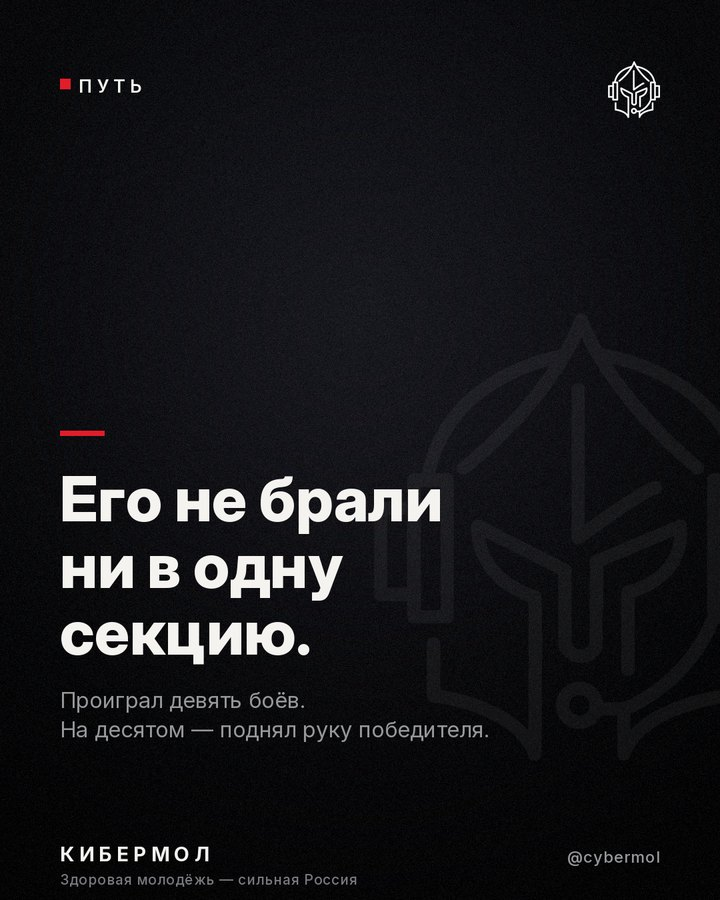 ПУТЬ
Его не брали
ни в одну
секцию.
Проиграл девять боёв.
На десятом — поднял руку победителя.
КИБЕРМОЛ
@cybermol
Здоровая молодёжь — сильная Россия